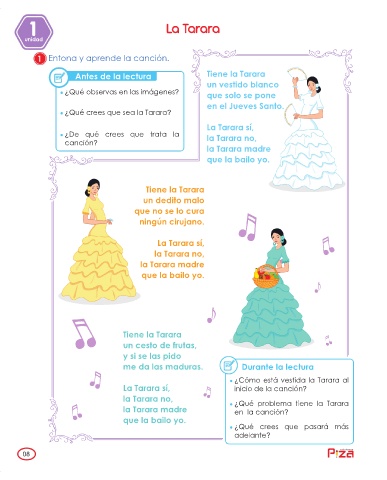 1
unidad
La Tarara
1 Entona y aprende la canción.
Antes de la lectura
• ¿Qué observas en las imágenes?
• ¿Qué crees que sea la Tarara?
• ¿De qué crees que trata la
canción?
Tiene la Tarara
un vestido blanco
que solo se pone
en el Jueves Santo.
La Tarara sí,
la Tarara no,
la Tarara madre
que la bailo yo.
Tiene la Tarara
un dedito malo
que no se lo cura
ningún cirujano.
La Tarara sí,
la Tarara no,
la Tarara madre
que la bailo yo.
Tiene la Tarara
un cesto de frutas,
y si se las pido
me da las maduras.
La Tarara sí,
la Tarara no,
la Tarara madre
que la bailo yo.
Durante la lectura
• ¿Cómo está vestida la Tarara al
inicio de la canción?
• ¿Qué problema tiene la Tarara
en la canción?
• ¿Qué crees que pasará más
adelante?
08